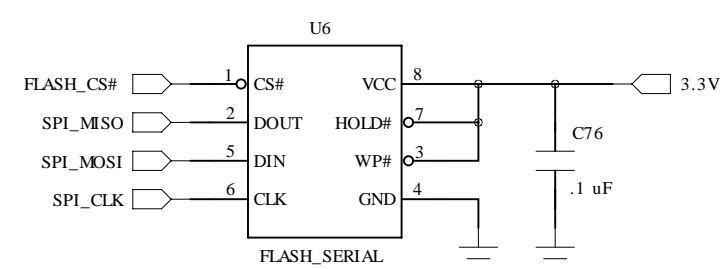 U6
FLASH_CS# 1 CS# VCC 8 3.3V
SPI_MISO 2 DOUT HOLD# 7
C76
SPI_MOSI 5 DIN WP# 3
.1 uF
SPI_CLK 6 CLK GND 4
FLASH_SERIAL